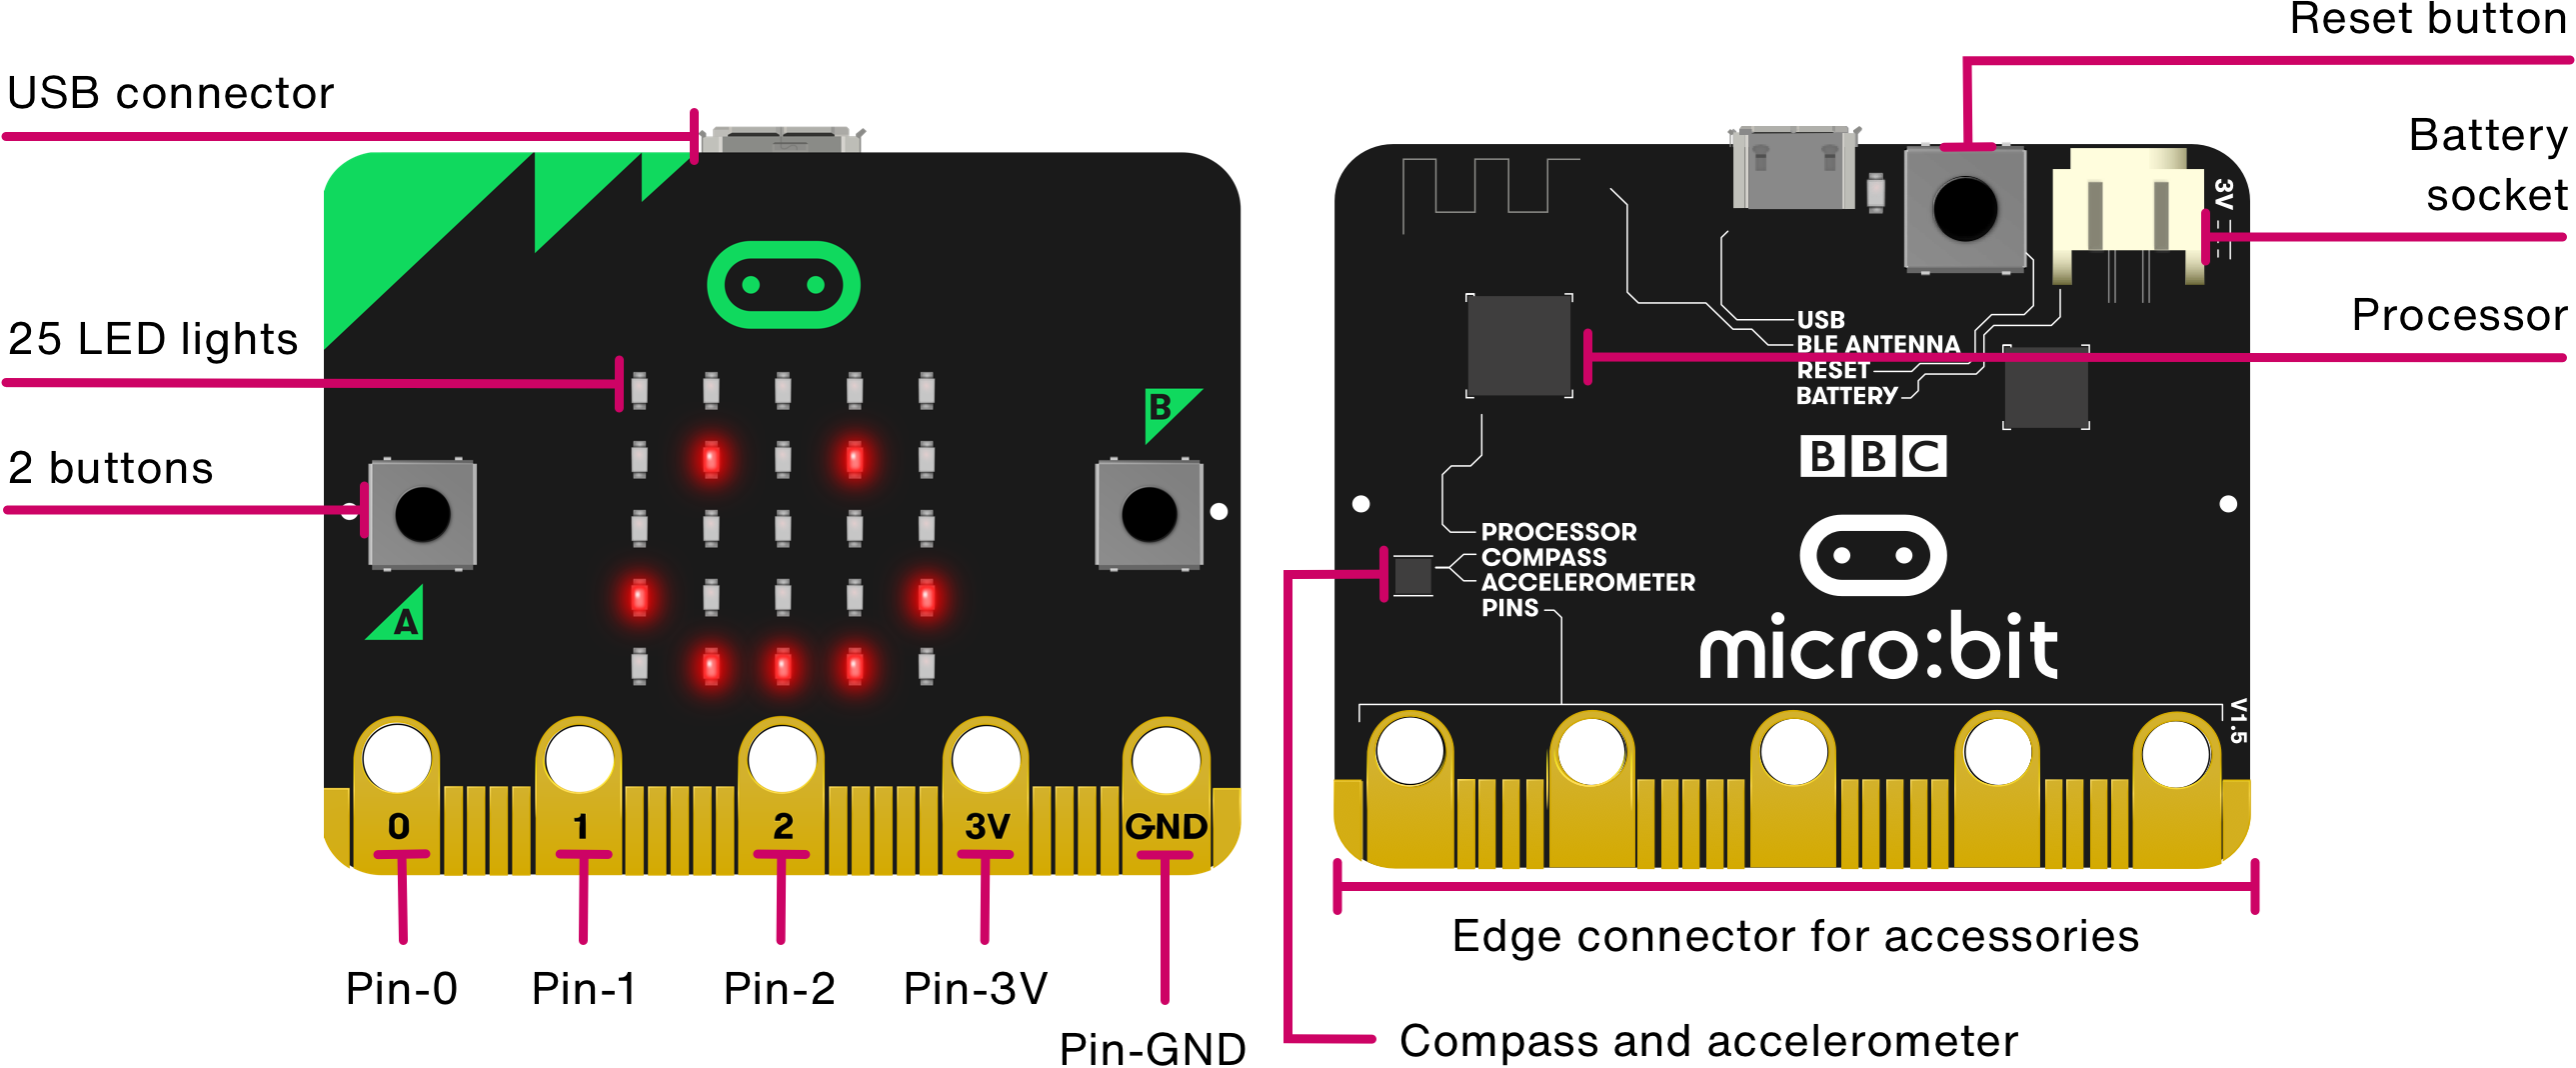 USB connector
25 LED lights
2 buttons
B
A
0 1 2 3V GND
Pin-0 Pin-1 Pin-2 Pin-3V
Pin-GND
Reset button
Battery
socket
Processor
3V
USB
BLE ANTENNA
RESET
BATTERY
BBC
PROCESSOR
COMPASS
ACCELEROMETER
PINS
micro:bit
V1.5
Edge connector for accessories
Compass and accelerometer